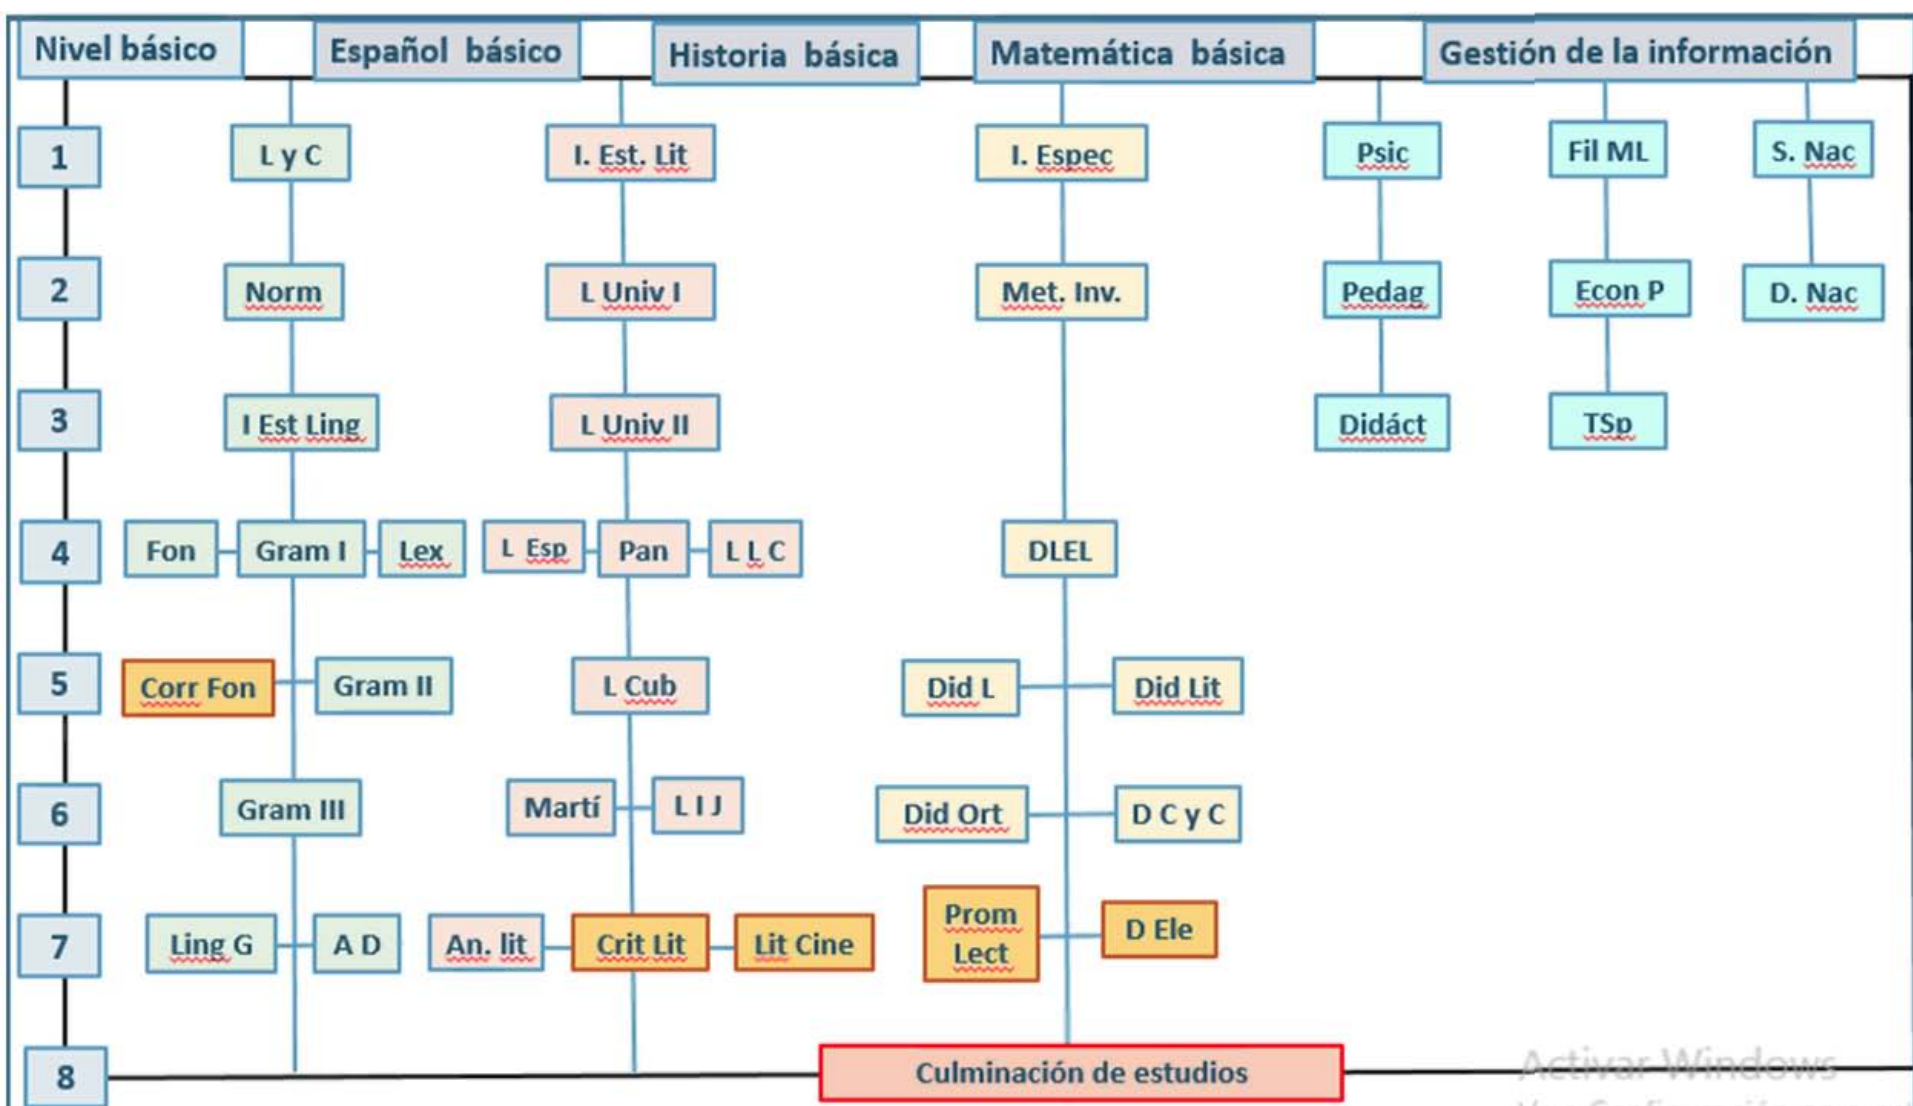 Nivel básico
Español básico
Historia básica
Matemática básica
Gestión de la información
1
L y C
I. Est. Lit
I. Espec
Psic
Fil ML
S. Nac
2
Norm
L Univ I
Met. Inv.
Pedag
Econ P
D. Nac
3
I Est Ling
L Univ II
Didáct
TSp
4
Fon
Gram I
Lex
L Esp
Pan
L L C
DLEL
5
Corr Fon
Gram II
L Cub
Did L
Did Lit
6
Gram III
Martí
L I J
Did Ort
D C y C
7
Ling G
A D
An. lit
Crit Lit
Lit Cine
Prom
Lect
D Ele
8
Culminación de estudios
Activar Windows